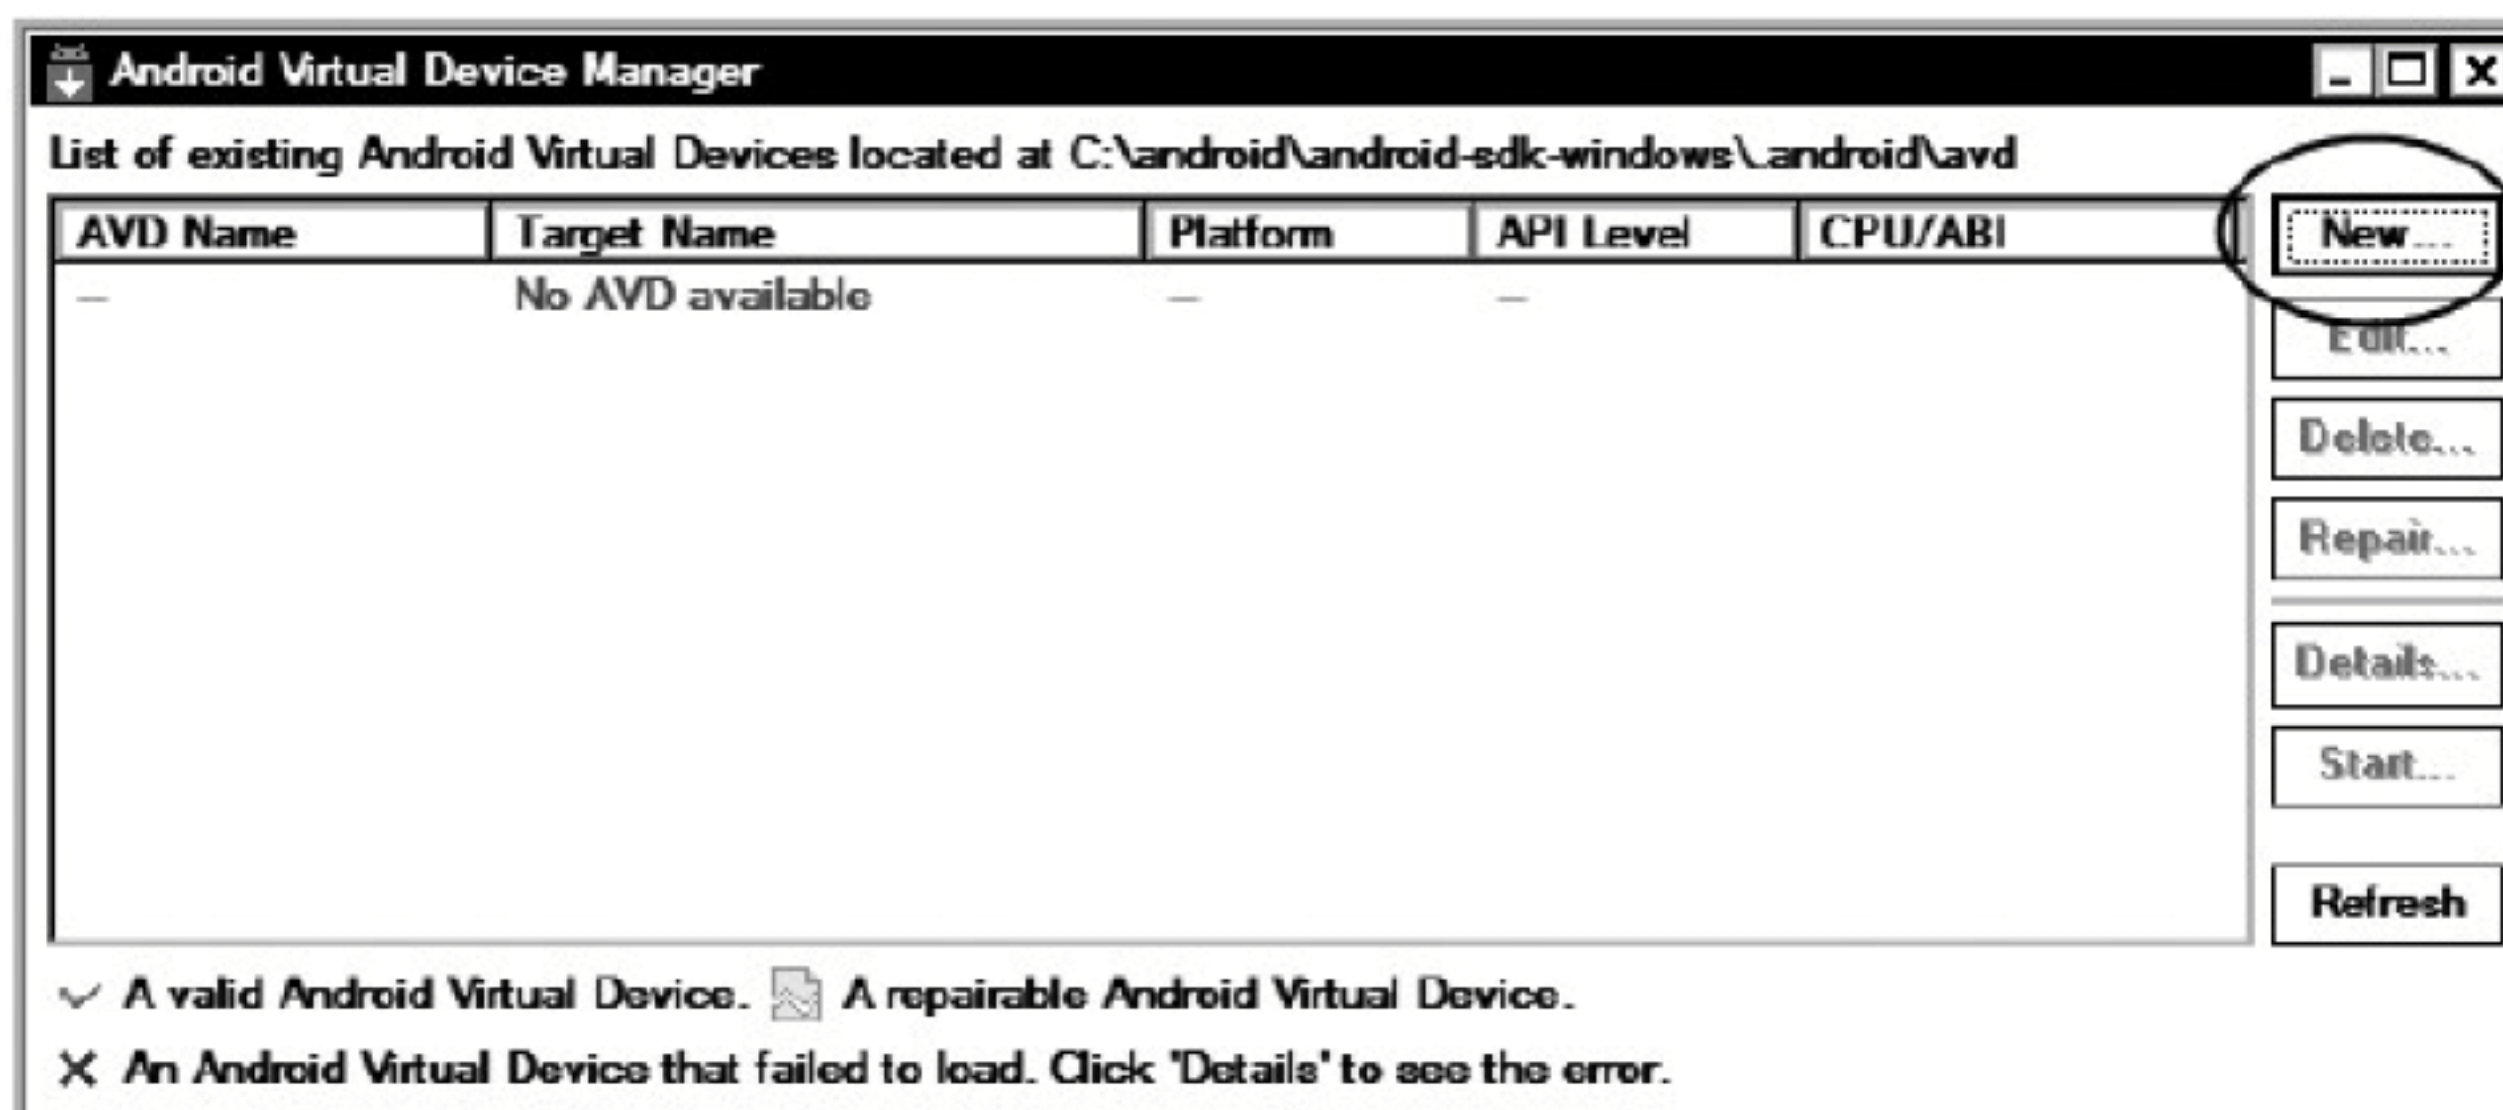 Android Virtual Device Manager
List of existing Android Virtual Devices located at C:\android\android-sdk-windows\.android\avd
AVD Name Target Name Platform API Level CPU/ABI New...
— No AVD available — —
Edit...
Delete...
Repair...
Details...
Start...
Refresh
A valid Android Virtual Device. A repairable Android Virtual Device.
An Android Virtual Device that failed to load. Click 'Details' to see the error.